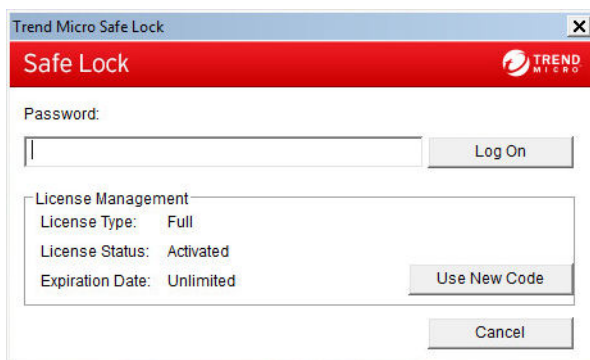 Trend Micro Safe Lock
Safe Lock
TREND
MICRO
Password:
Log On
License Management
License Type: Full
License Status: Activated
Expiration Date: Unlimited
Use New Code
Cancel